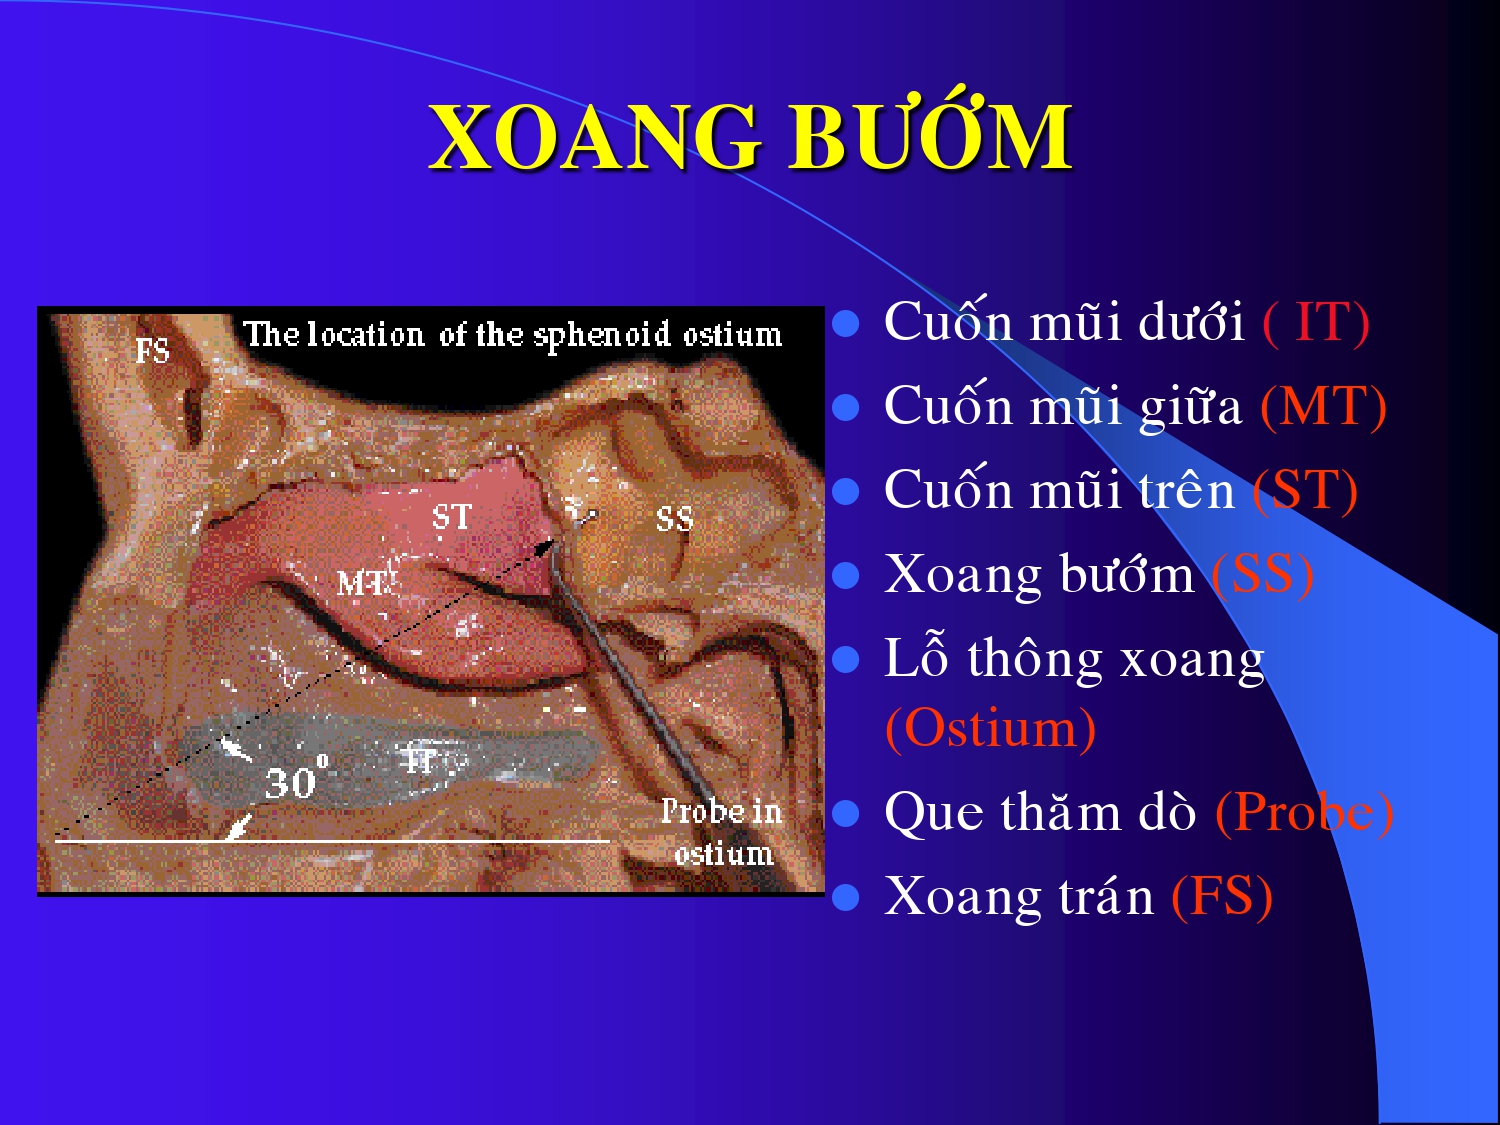 XOANG BƯỚM
The location of the sphenoid ostium
FS
ST
SS
MT
IT
30°
Probe in
ostium
Cuốn mũi dưới ( IT)
Cuốn mũi giữa (MT)
Cuốn mũi trên (ST)
Xoang bướm (SS)
Lỗ thông xoang
(Ostium)
Que thăm dò (Probe)
Xoang trán (FS)